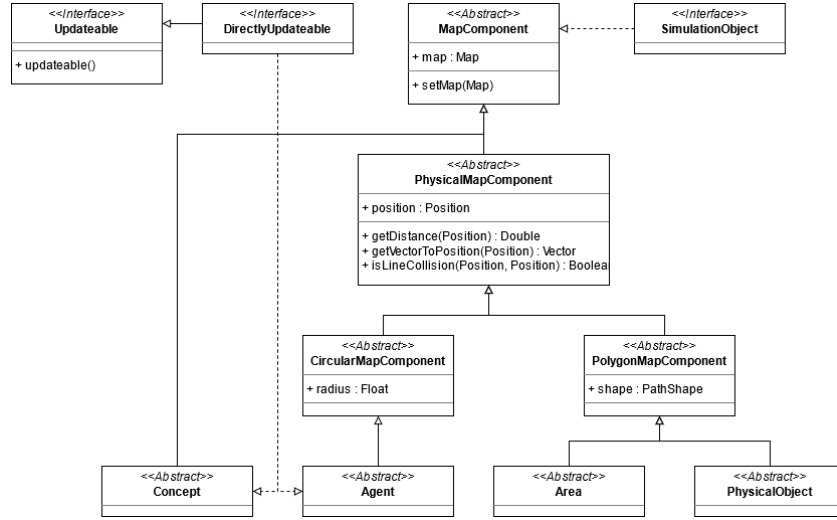 <<Interface>>
Updateable
+ updateable()
<<Interface>>
DirectlyUpdateable
<<Abstract>>
MapComponent
+ map : Map
+ setMap(Map)
<<Interface>>
SimulationObject
<<Abstract>>
PhysicalMapComponent
+ position : Position
+ getDistance(Position) : Double
+ getVectorToPosition(Position) : Vector
+ isLineCollision(Position, Position) : Boolea
<<Abstract>>
CircularMapComponent
+ radius : Float
<<Abstract>>
PolygonMapComponent
+ shape : PathShape
<<Abstract>>
Concept
<<Abstract>>
Agent
<<Abstract>>
Area
<<Abstract>>
PhysicalObject